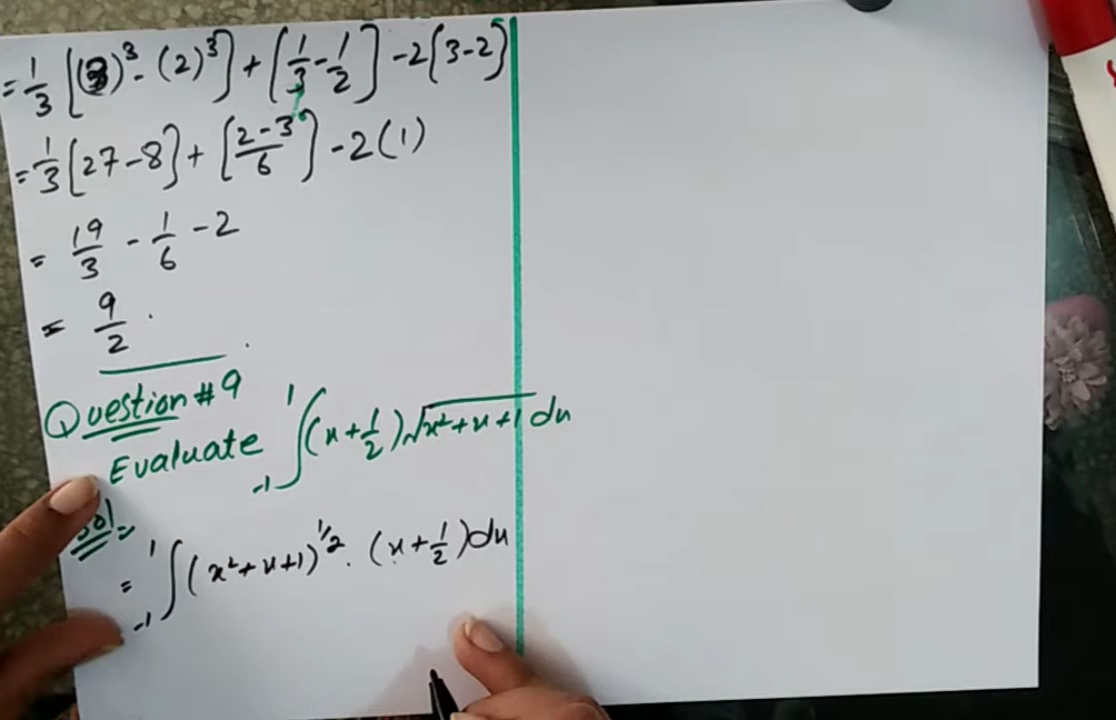 = 1/3 [(3)³ - (2)³] + [1/3 - 1/2] - 2[3-2]
= 1/3 [27-8] + [2-3/6] - 2(1)
= 19/3 - 1/6 - 2
= 9/2 .
Question # 9
Evaluate ∫₋₁¹ (x+1/2) √x²+x+1 dx
Sol
= ∫₋₁¹ (x²+x+1)^1/2 . (x+1/2) dx